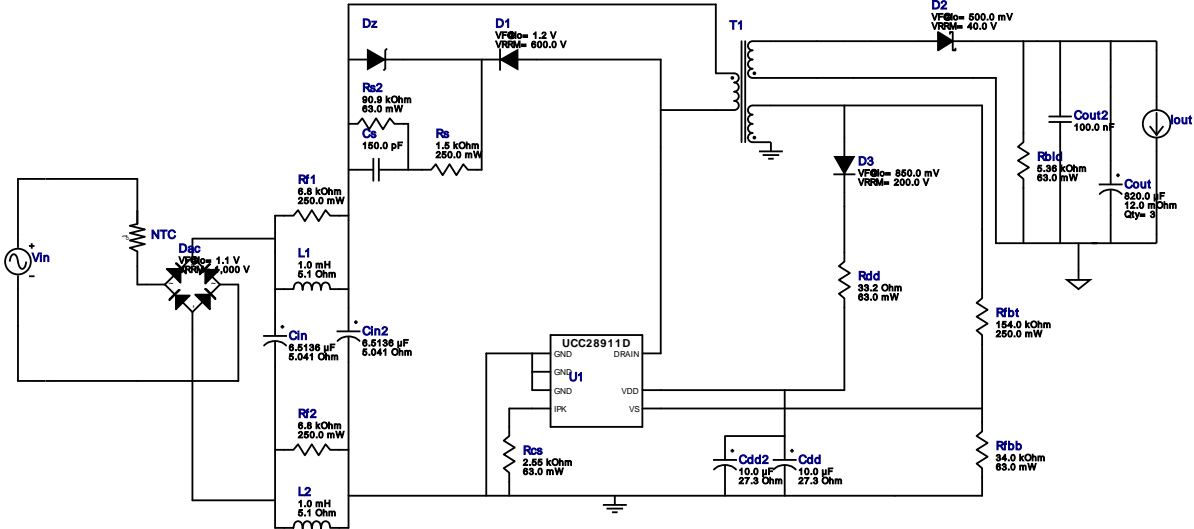 Dz
D1
VF@Io= 1.2 V
VRRM= 600.0 V
T1
D2
VF@Io= 500.0 mV
VRRM= 40.0 V
Rs2
90.9 kOhm
63.0 mW
Cs
150.0 pF
Rs
1.5 kOhm
250.0 mW
Cout2
100.0 nF
Iout
Rbld
5.36 kOhm
63.0 mW
Cout
820.0 µF
12.0 mOhm
Qty= 3
D3
VF@Io= 850.0 mV
VRRM= 200.0 V
Rf1
6.8 kOhm
250.0 mW
NTC
Vin
+
−
Dac
VF@Io= 1.1 V
L1
1.0 mH
5.1 Ohm
Rdd
33.2 Ohm
63.0 mW
Rfbt
154.0 kOhm
250.0 mW
Cin
6.5136 µF
5.041 Ohm
Cin2
6.5136 µF
5.041 Ohm
UCC28911D
GND
DRAIN
GND
U1
GND
VDD
IPK
VS
Rf2
6.8 kOhm
250.0 mW
Rcs
2.55 kOhm
63.0 mW
Cdd2
10.0 µF
27.3 Ohm
Cdd
10.0 µF
27.3 Ohm
Rfbb
34.0 kOhm
63.0 mW
L2
1.0 mH
5.1 Ohm